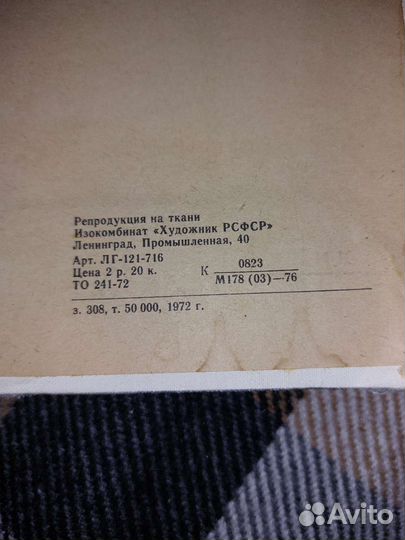 Репродукция на ткани
Изокомбинат «Художник РСФСР»
Ленинград, Промышленная, 40
Арт. ЛГ-121-716
Цена 2 р. 20 к.
ТО 241-72
К 0823
М178 (03)—76
з. 308, т. 50 000, 1972 г.
Avito